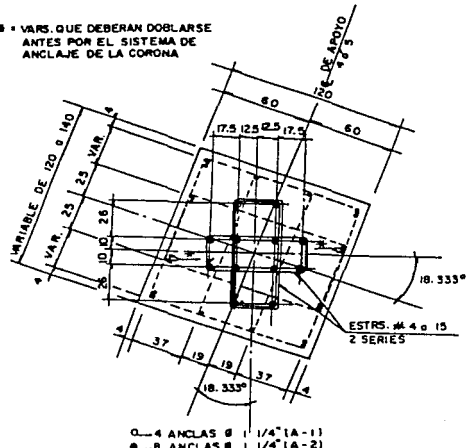 = VARS. QUE DEBERAN DOBLARSE
ANTES POR EL SISTEMA DE
ANCLAJE DE LA CORONA
℄ DE APOYO
4 o 5
120
60
60
17.5
12.5
12.5
17.5
VARIABLE DE 120 a 140
4
VAR.
25
25
VAR.
4
26
10
10
26
18.333°
ESTRS. # 4 a 15
2 SERIES
4
37
19
19
37
4
18.333°
4 ANCLAS Ø 1 1/4" (A-1)
8 ANCLAS Ø 1 1/4" (A-2)